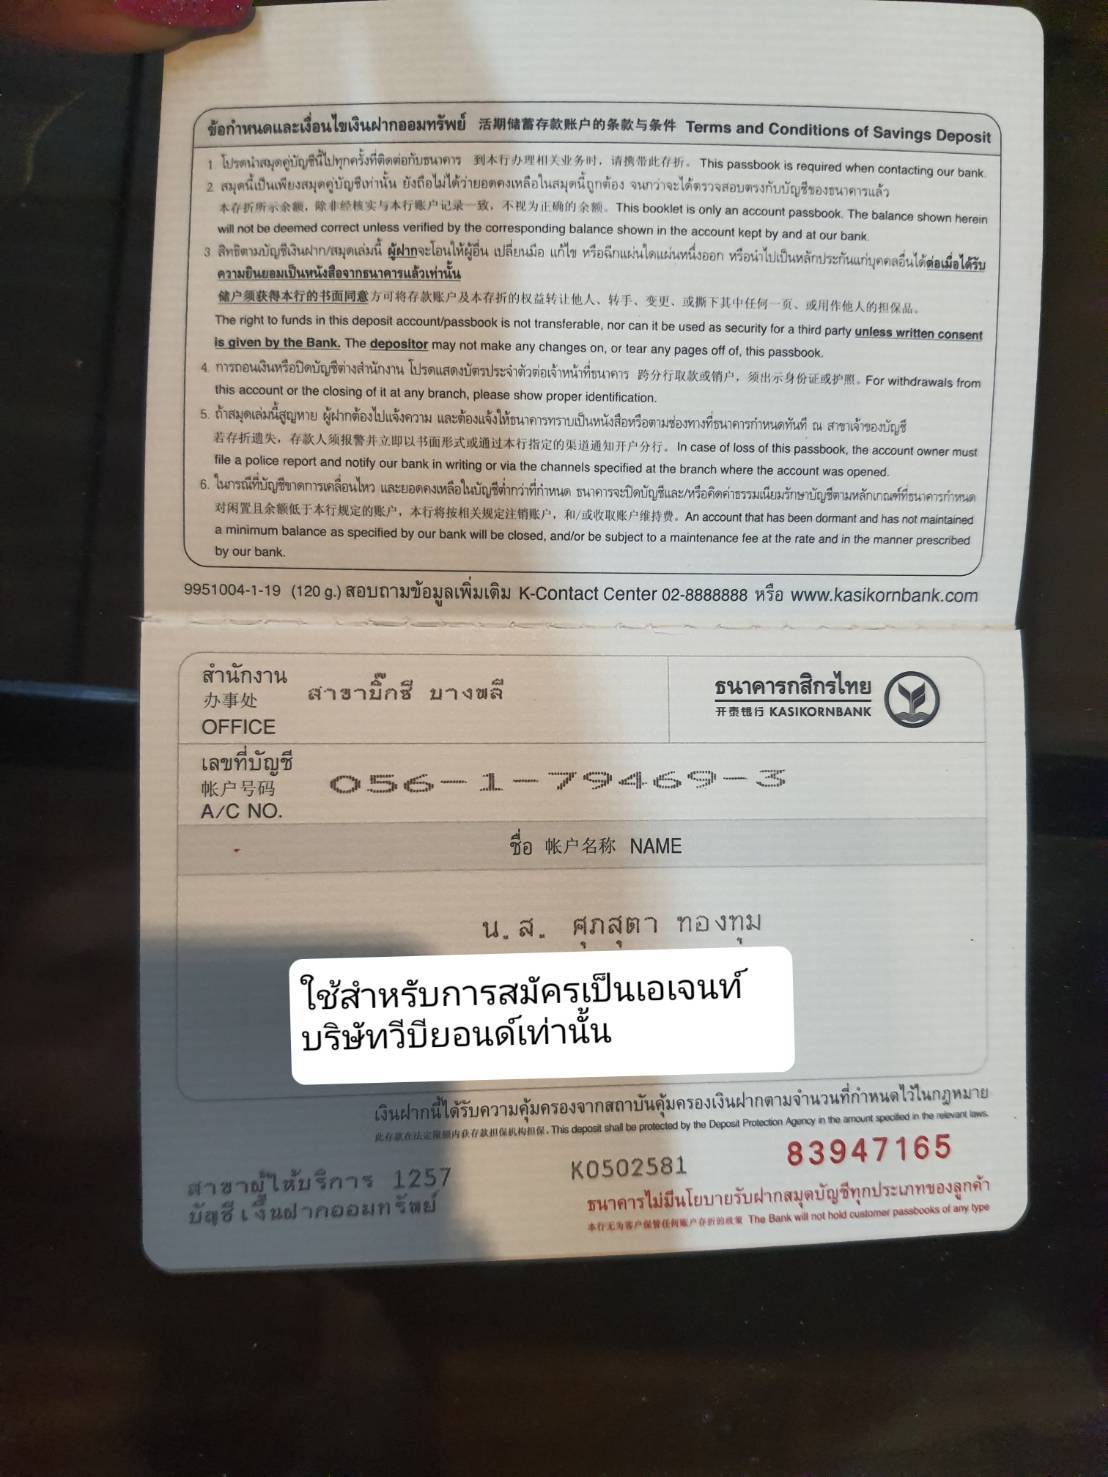 ข้อกำหนดและเงื่อนไขเงินฝากออมทรัพย์ 活期储蓄存款账户的条款与条件 Terms and Conditions of Savings Deposit
1. โปรดนำสมุดคู่บัญชีนี้ไปทุกครั้งที่ติดต่อกับธนาคาร 到本行办理相关业务时，请携带此存折。This passbook is required when contacting our bank.
2. สมุดนี้เป็นเพียงสมุดคู่บัญชีเท่านั้น ยังถือไม่ได้ว่ายอดคงเหลือในสมุดนี้ถูกต้อง จนกว่าจะได้ตรวจสอบตรงกับบัญชีของธนาคารแล้ว
本存折所示余额，除非经核实与本行账户记录一致，不视为正确的余额。This booklet is only an account passbook. The balance shown herein
will not be deemed correct unless verified by the corresponding balance shown in the account kept by and at our bank.
3. สิทธิตามบัญชีเงินฝาก/สมุดเล่มนี้ ผู้ฝากจะโอนให้ผู้อื่น เปลี่ยนมือ แก้ไข หรือฉีกแผ่นใดแผ่นหนึ่งออก หรือนำไปเป็นหลักประกันแก่บุคคลอื่นได้ต่อเมื่อได้รับ
ความยินยอมเป็นหนังสือจากธนาคารแล้วเท่านั้น
储户须获得本行的书面同意方可将存款账户及本存折的权益转让他人、转手、变更、或撕下其中任何一页、或用作他人的担保品。
The right to funds in this deposit account/passbook is not transferable, nor can it be used as security for a third party unless written consent
is given by the Bank. The depositor may not make any changes on, or tear any pages off of, this passbook.
4. การถอนเงินหรือปิดบัญชีต่างสำนักงาน โปรดแสดงบัตรประจำตัวต่อเจ้าหน้าที่ธนาคาร 跨分行取款或销户，须出示身份证或护照。For withdrawals from
this account or the closing of it at any branch, please show proper identification.
5. ถ้าสมุดเล่มนี้สูญหาย ผู้ฝากต้องไปแจ้งความ และต้องแจ้งให้ธนาคารทราบเป็นหนังสือหรือตามช่องทางที่ธนาคารกำหนดทันที ณ สาขาเจ้าของบัญชี
若存折遗失，存款人须报警并立即以书面形式或通过本行指定的渠道通知开户分行。In case of loss of this passbook, the account owner must
file a police report and notify our bank in writing or via the channels specified at the branch where the account was opened.
6. ในกรณีที่บัญชีขาดการเคลื่อนไหว และยอดคงเหลือในบัญชีต่ำกว่าที่กำหนด ธนาคารจะปิดบัญชีและ/หรือคิดค่าธรรมเนียมรักษาบัญชีตามหลักเกณฑ์ที่ธนาคารกำหนด
对闲置且余额低于本行规定的账户，本行将按相关规定注销账户，和/或收取账户维持费。An account that has been dormant and has not maintained
a minimum balance as specified by our bank will be closed, and/or be subject to a maintenance fee at the rate and in the manner prescribed
by our bank.
9951004-1-19 (120 g.) สอบถามข้อมูลเพิ่มเติม K-Contact Center 02-8888888 หรือ www.kasikornbank.com
สำนักงาน
办事处
OFFICE
สาขาบิ๊กซี บางพลี
ธนาคารกสิกรไทย
开泰银行 KASIKORNBANK
เลขที่บัญชี
帐户号码
A/C NO.
056-1-79469-3
ชื่อ 帐户名称 NAME
น.ส. ศุภสุตา ทองทุม
ใช้สำหรับการสมัครเป็นเอเจนท์
บริษัทวีบียอนด์เท่านั้น
เงินฝากนี้ได้รับความคุ้มครองจากสถาบันคุ้มครองเงินฝากตามจำนวนที่กำหนดไว้ในกฎหมาย
此存款在法定限额内获存款担保机构担保。This deposit shall be protected by the Deposit Protection Agency in the amount specified in the relevant laws.
83947165
K0502581
สาขาผู้ให้บริการ 1257
บัญชีเงินฝากออมทรัพย์
ธนาคารไม่มีนโยบายรับฝากสมุดบัญชีทุกประเภทของลูกค้า
本行无为客户保管任何账户存折的政策 The Bank will not hold customer passbooks of any type